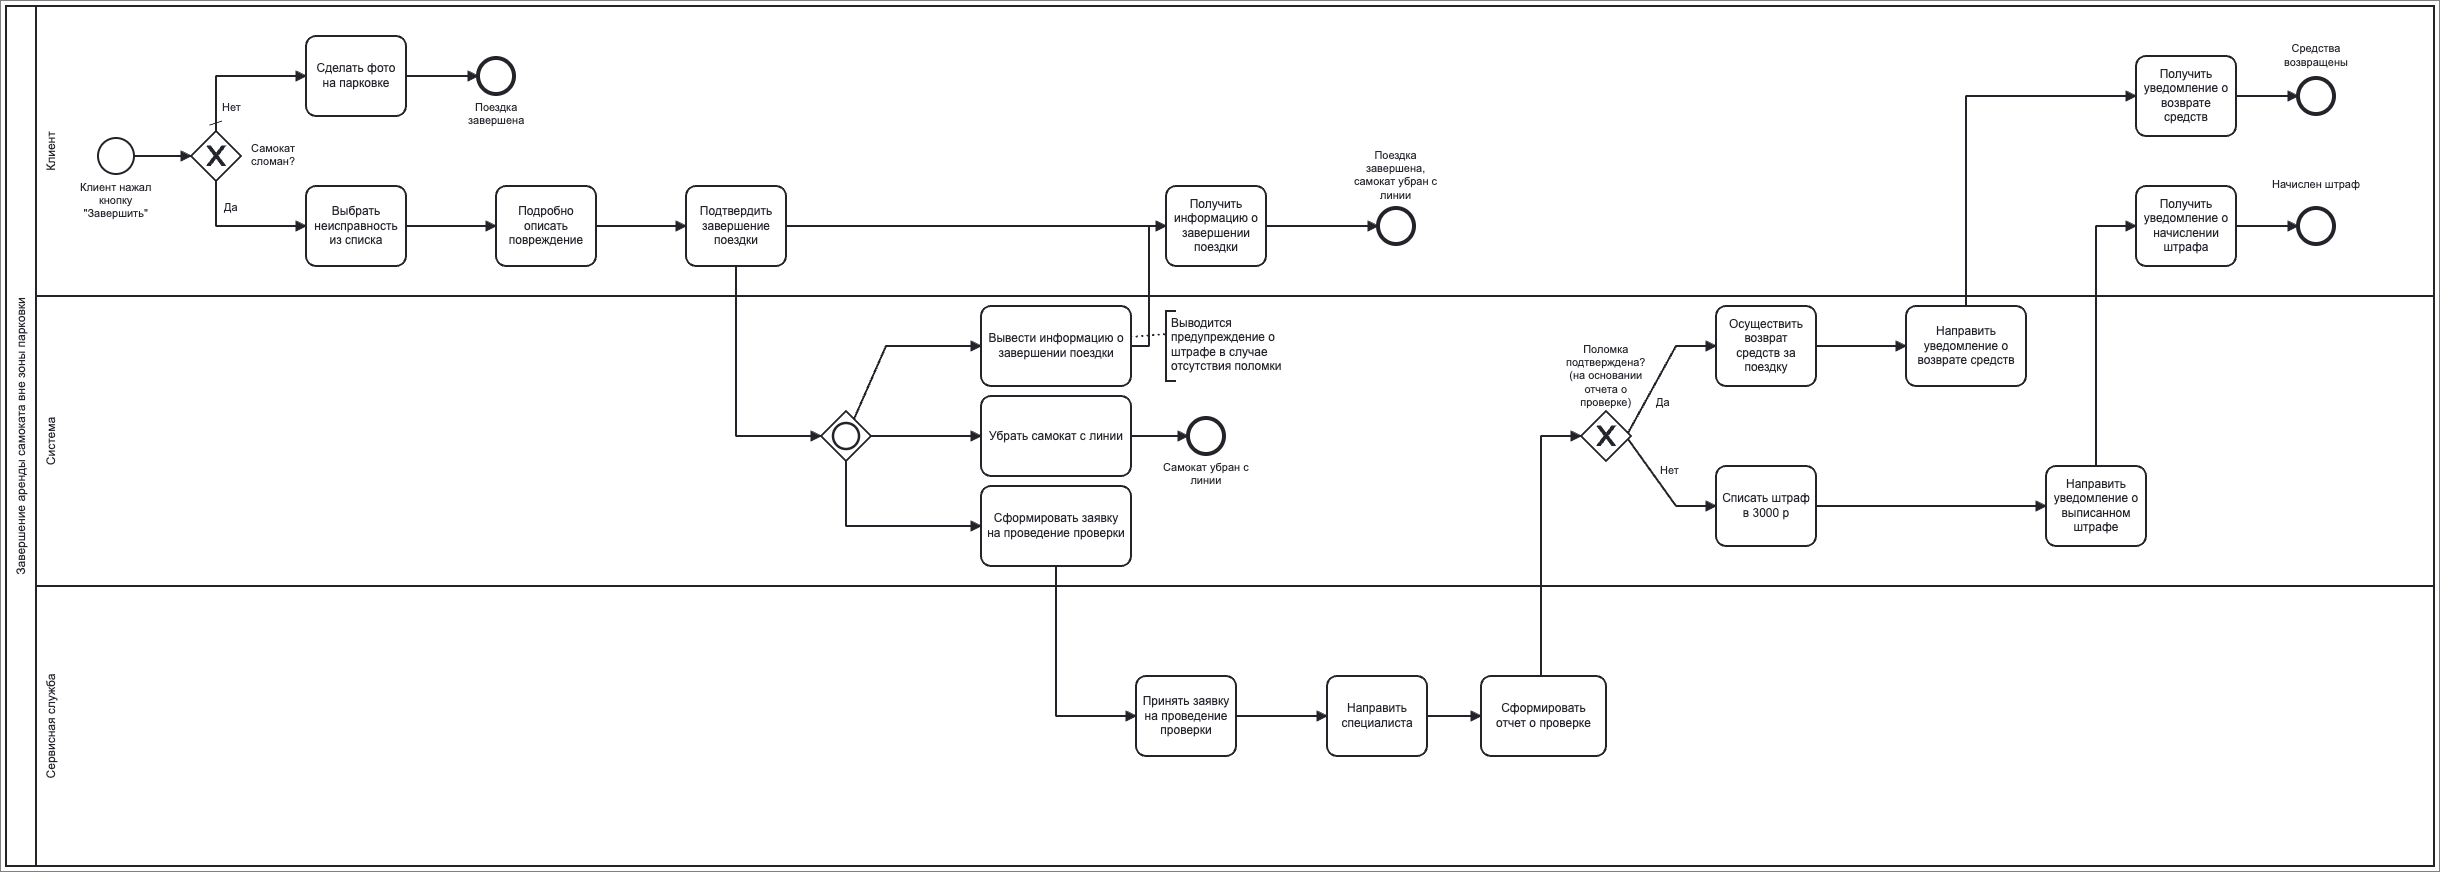 Завершение аренды самоката вне зоны парковки
Клиент
Клиент нажал
кнопку
"Завершить"
Самокат
сломан?
Нет
Да
Сделать фото
на парковке
Поездка
завершена
Выбрать
неисправность
из списка
Подробно
описать
повреждение
Подтвердить
завершение
поездки
Получить
информацию о
завершении
поездки
Поездка
завершена,
самокат убран с
линии
Получить
уведомление о
возврате
средств
Средства
возвращены
Получить
уведомление о
начислении
штрафа
Начислен штраф
Система
Вывести информацию о
завершении поездки
Выводится
предупреждение о
штрафе в случае
отсутствия поломки
Убрать самокат с линии
Самокат убран с
линии
Сформировать заявку
на проведение проверки
Поломка
подтверждена?
(на основании
отчета о
проверке)
Да
Нет
Осуществить
возврат
средств за
поездку
Направить
уведомление о
возврате средств
Списать штраф
в 3000 р
Направить
уведомление о
выписанном
штрафе
Сервисная служба
Принять заявку
на проведение
проверки
Направить
специалиста
Сформировать
отчет о проверке